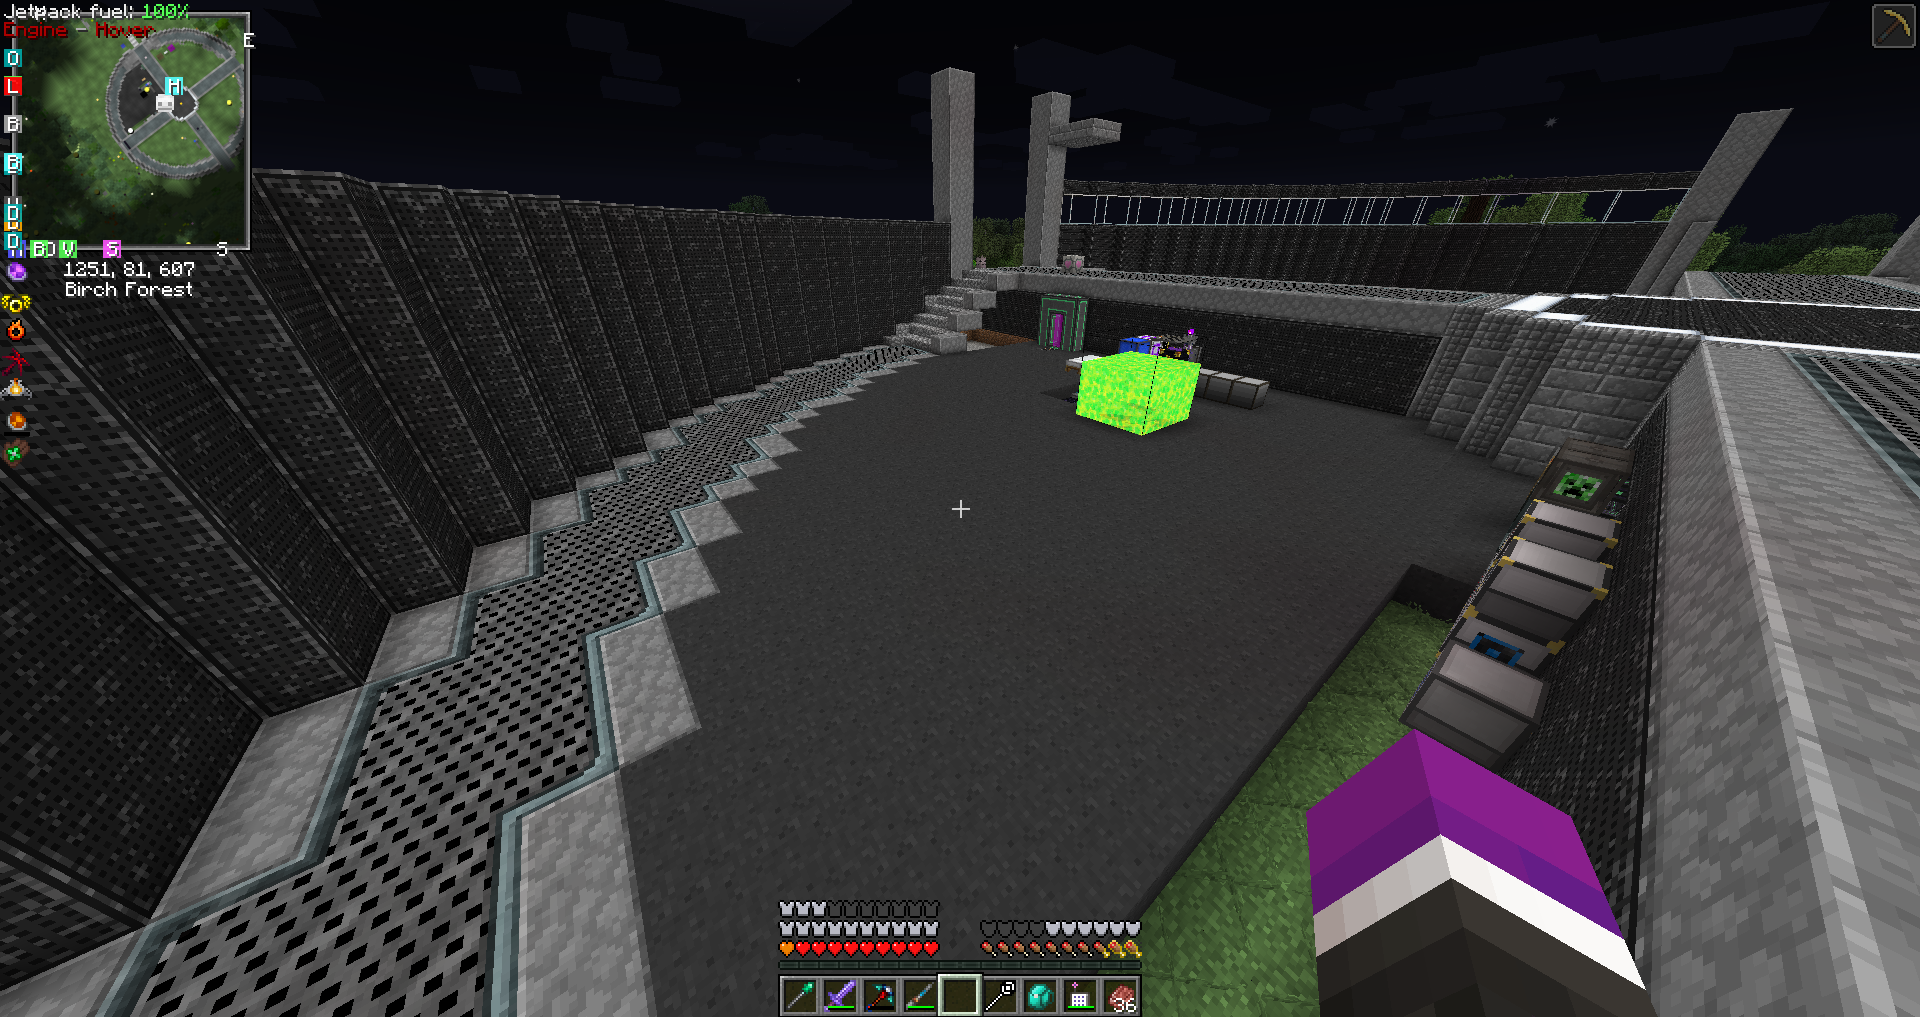 Jetpack fuel: 100%
Engine - Hover
E
O
L
H
B
B
D
D
D
B
V
S
S
1251, 81, 607
Birch Forest
36